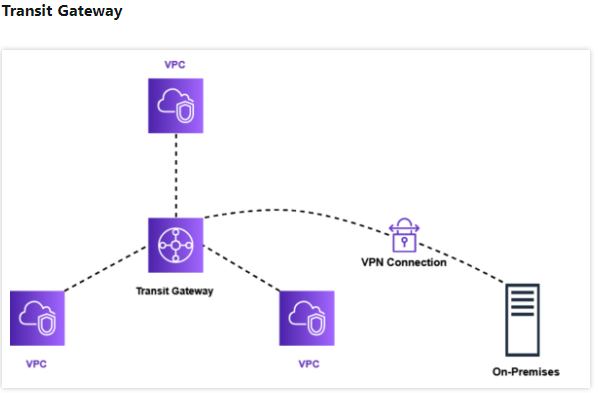 Transit Gateway
VPC
VPN Connection
Transit Gateway
VPC
VPC
On-Premises